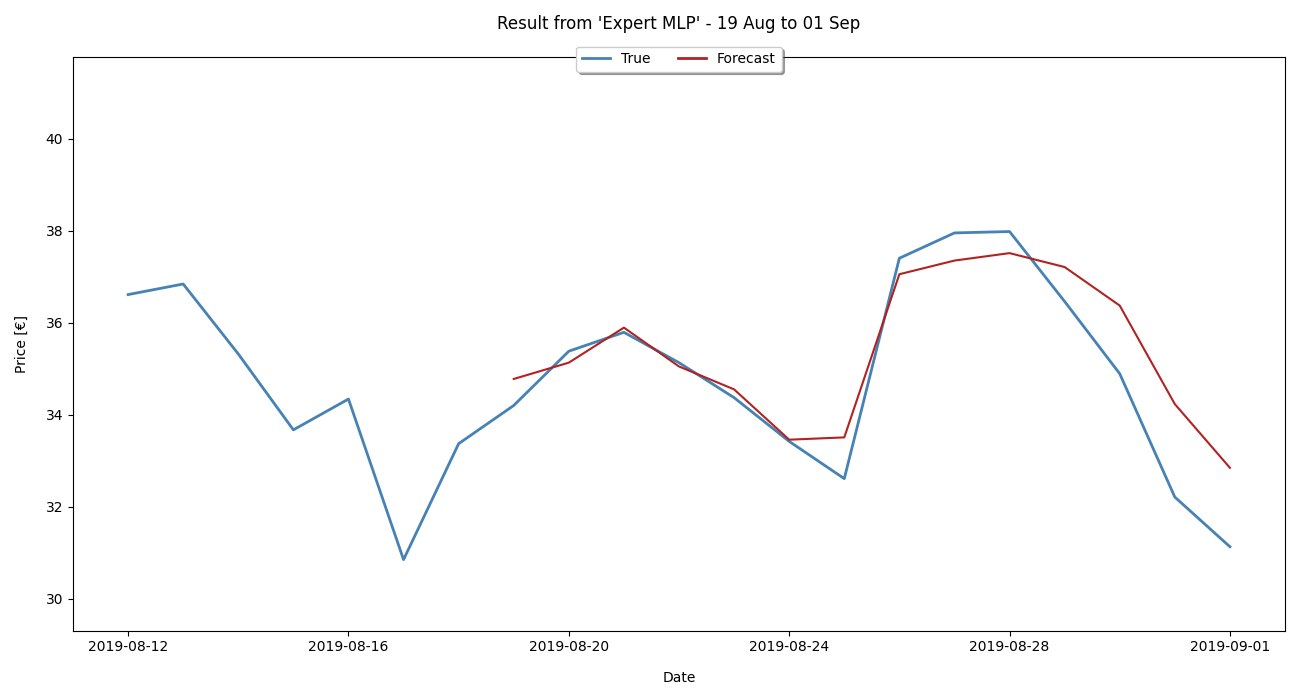 Result from 'Expert MLP' - 19 Aug to 01 Sep
True
Forecast
40
38
36
34
32
30
Price [€]
2019-08-12
2019-08-16
2019-08-20
2019-08-24
2019-08-28
2019-09-01
Date